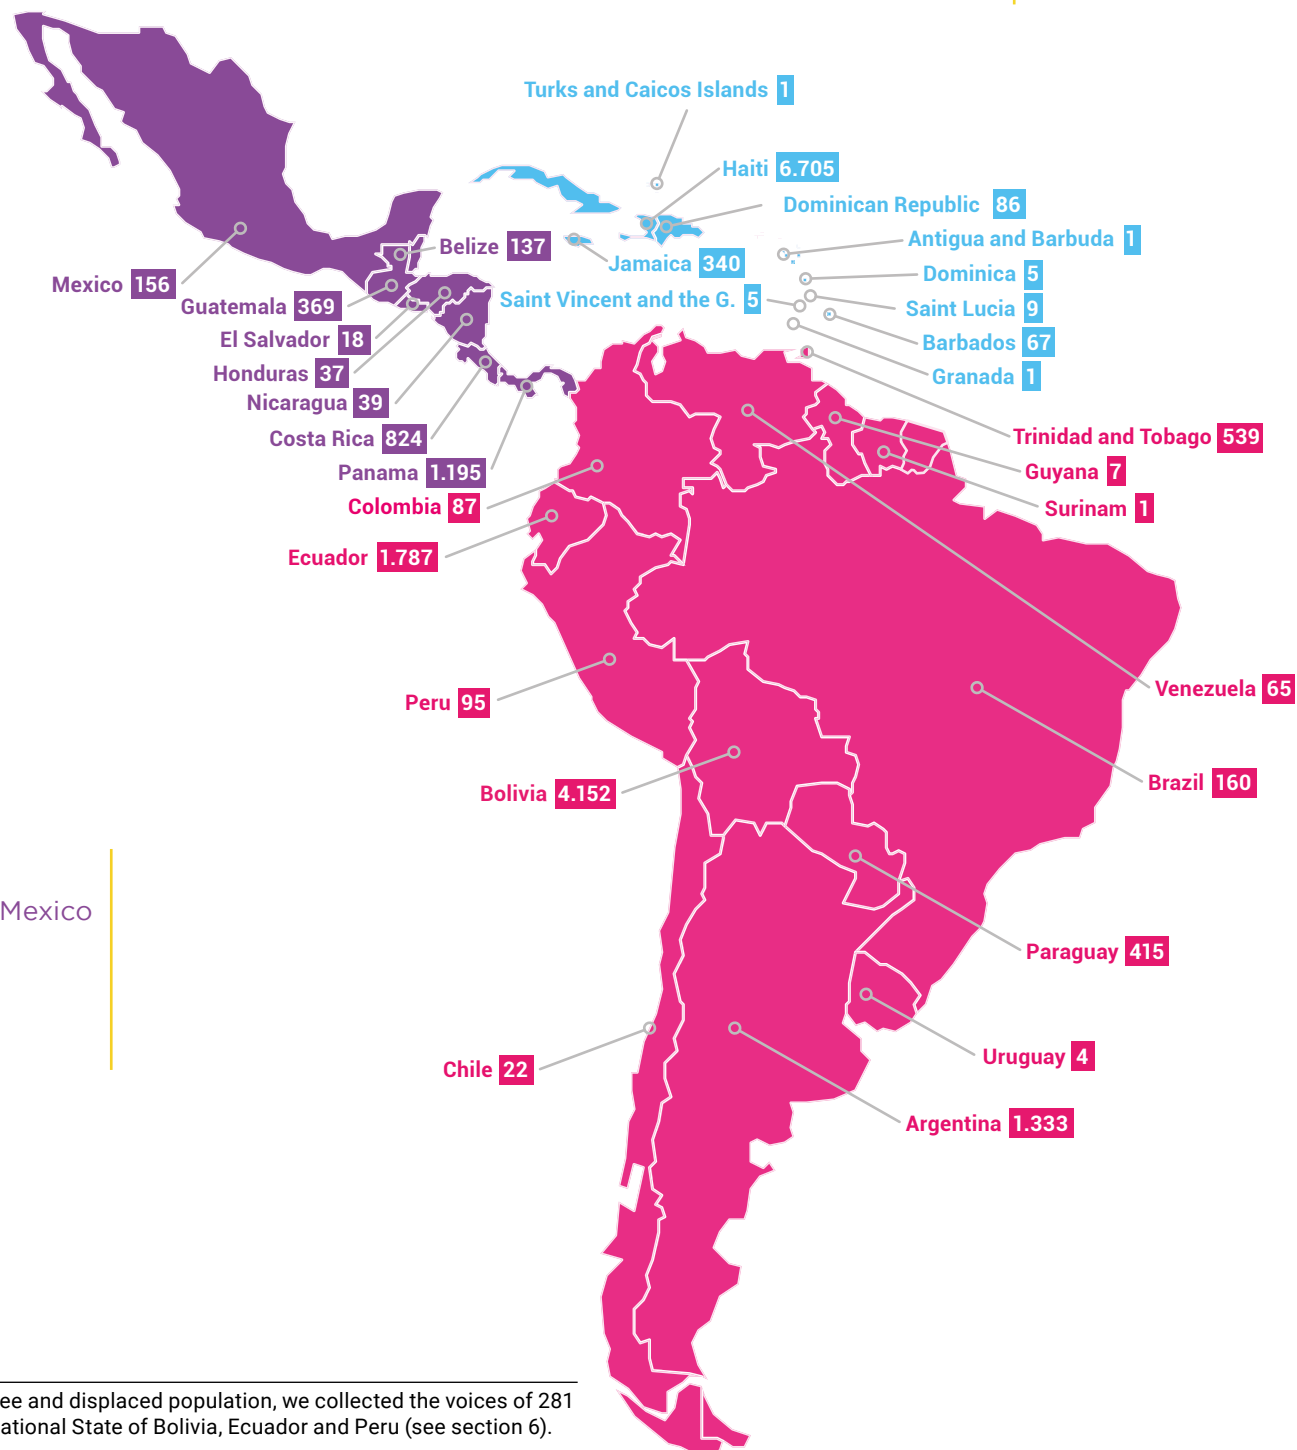 Turks and Caicos Islands 1
Haiti 6.705
Dominican Republic 86
Antigua and Barbuda 1
Belize 137
Jamaica 340
Dominica 5
Mexico 156
Saint Vincent and the G. 5
Guatemala 369
Saint Lucia 9
El Salvador 18
Barbados 67
Honduras 37
Granada 1
Nicaragua 39
Costa Rica 824
Trinidad and Tobago 539
Panama 1.195
Guyana 7
Colombia 87
Surinam 1
Ecuador 1.787
Venezuela 65
Peru 95
Brazil 160
Bolivia 4.152
Mexico
Paraguay 415
Uruguay 4
Chile 22
Argentina 1.333
ee and displaced population, we collected the voices of 281
ational State of Bolivia, Ecuador and Peru (see section 6).